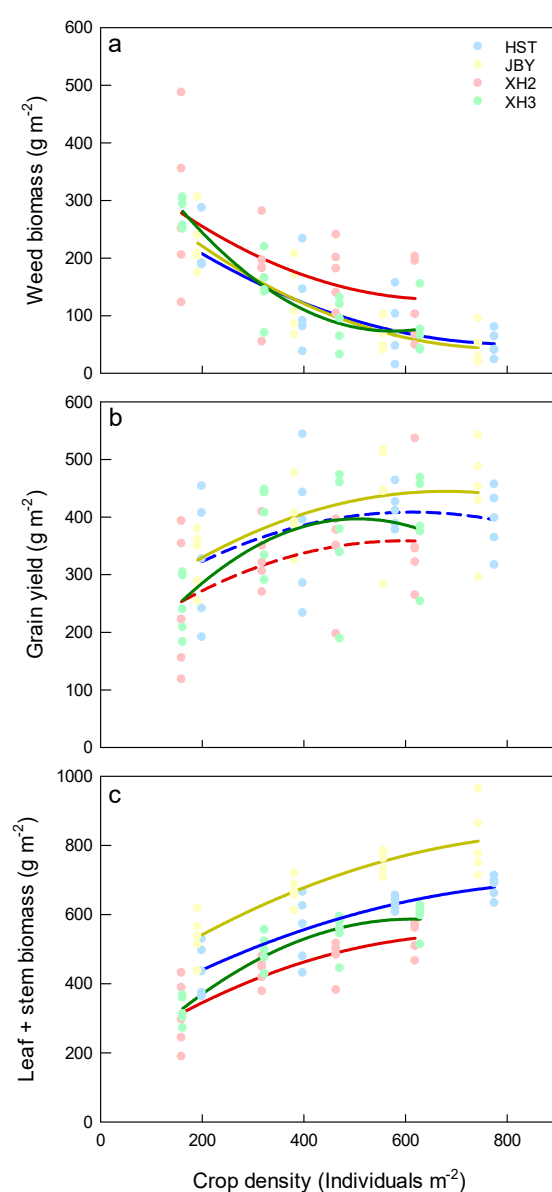 a
HST
JBY
XH2
XH3
600
500
400
300
200
100
0
Weed biomass (g m-2)
b
600
500
400
300
200
100
0
Grain yield (g m-2)
c
1000
800
600
400
200
0
Leaf + stem biomass (g m-2)
0 200 400 600 800
Crop density (Individuals m-2)